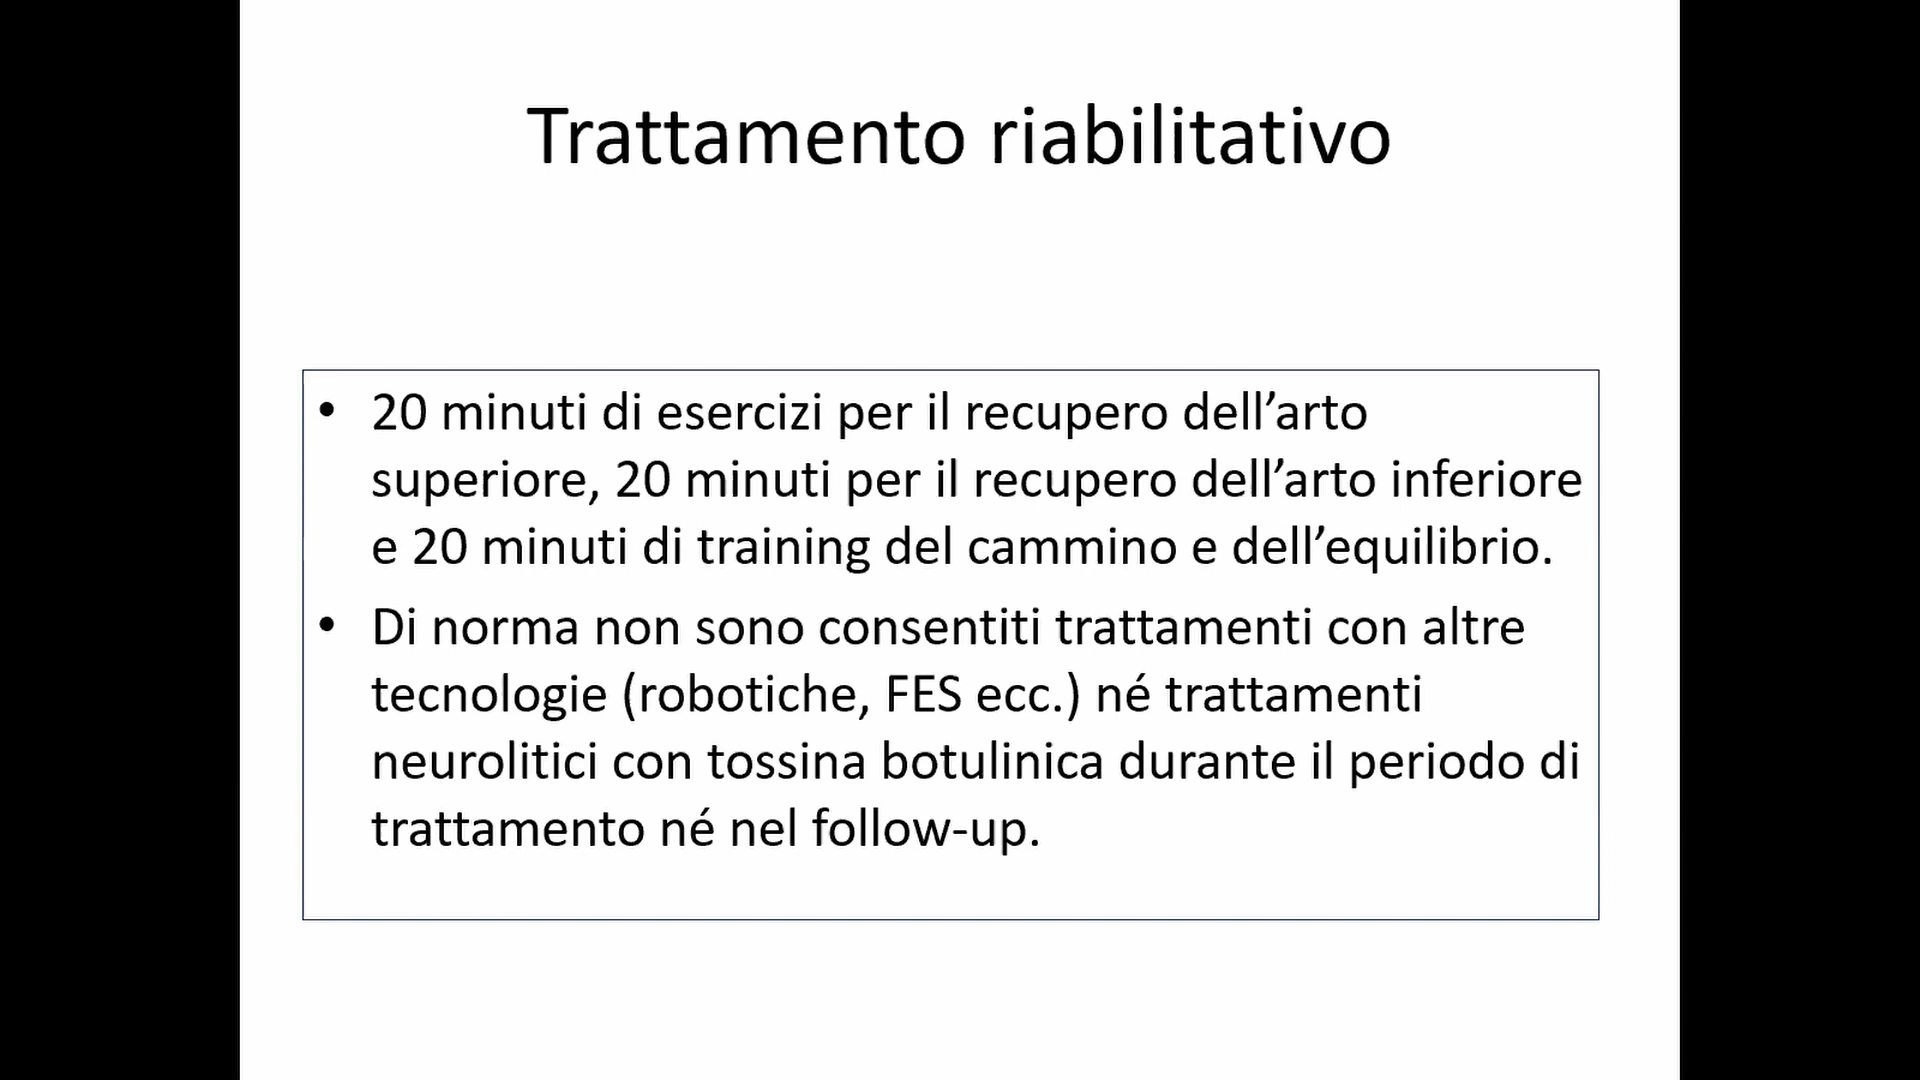 Trattamento riabilitativo
• 20 minuti di esercizi per il recupero dell’arto
superiore, 20 minuti per il recupero dell’arto inferiore
e 20 minuti di training del cammino e dell’equilibrio.
• Di norma non sono consentiti trattamenti con altre
tecnologie (robotiche, FES ecc.) né trattamenti
neurolitici con tossina botulinica durante il periodo di
trattamento né nel follow-up.